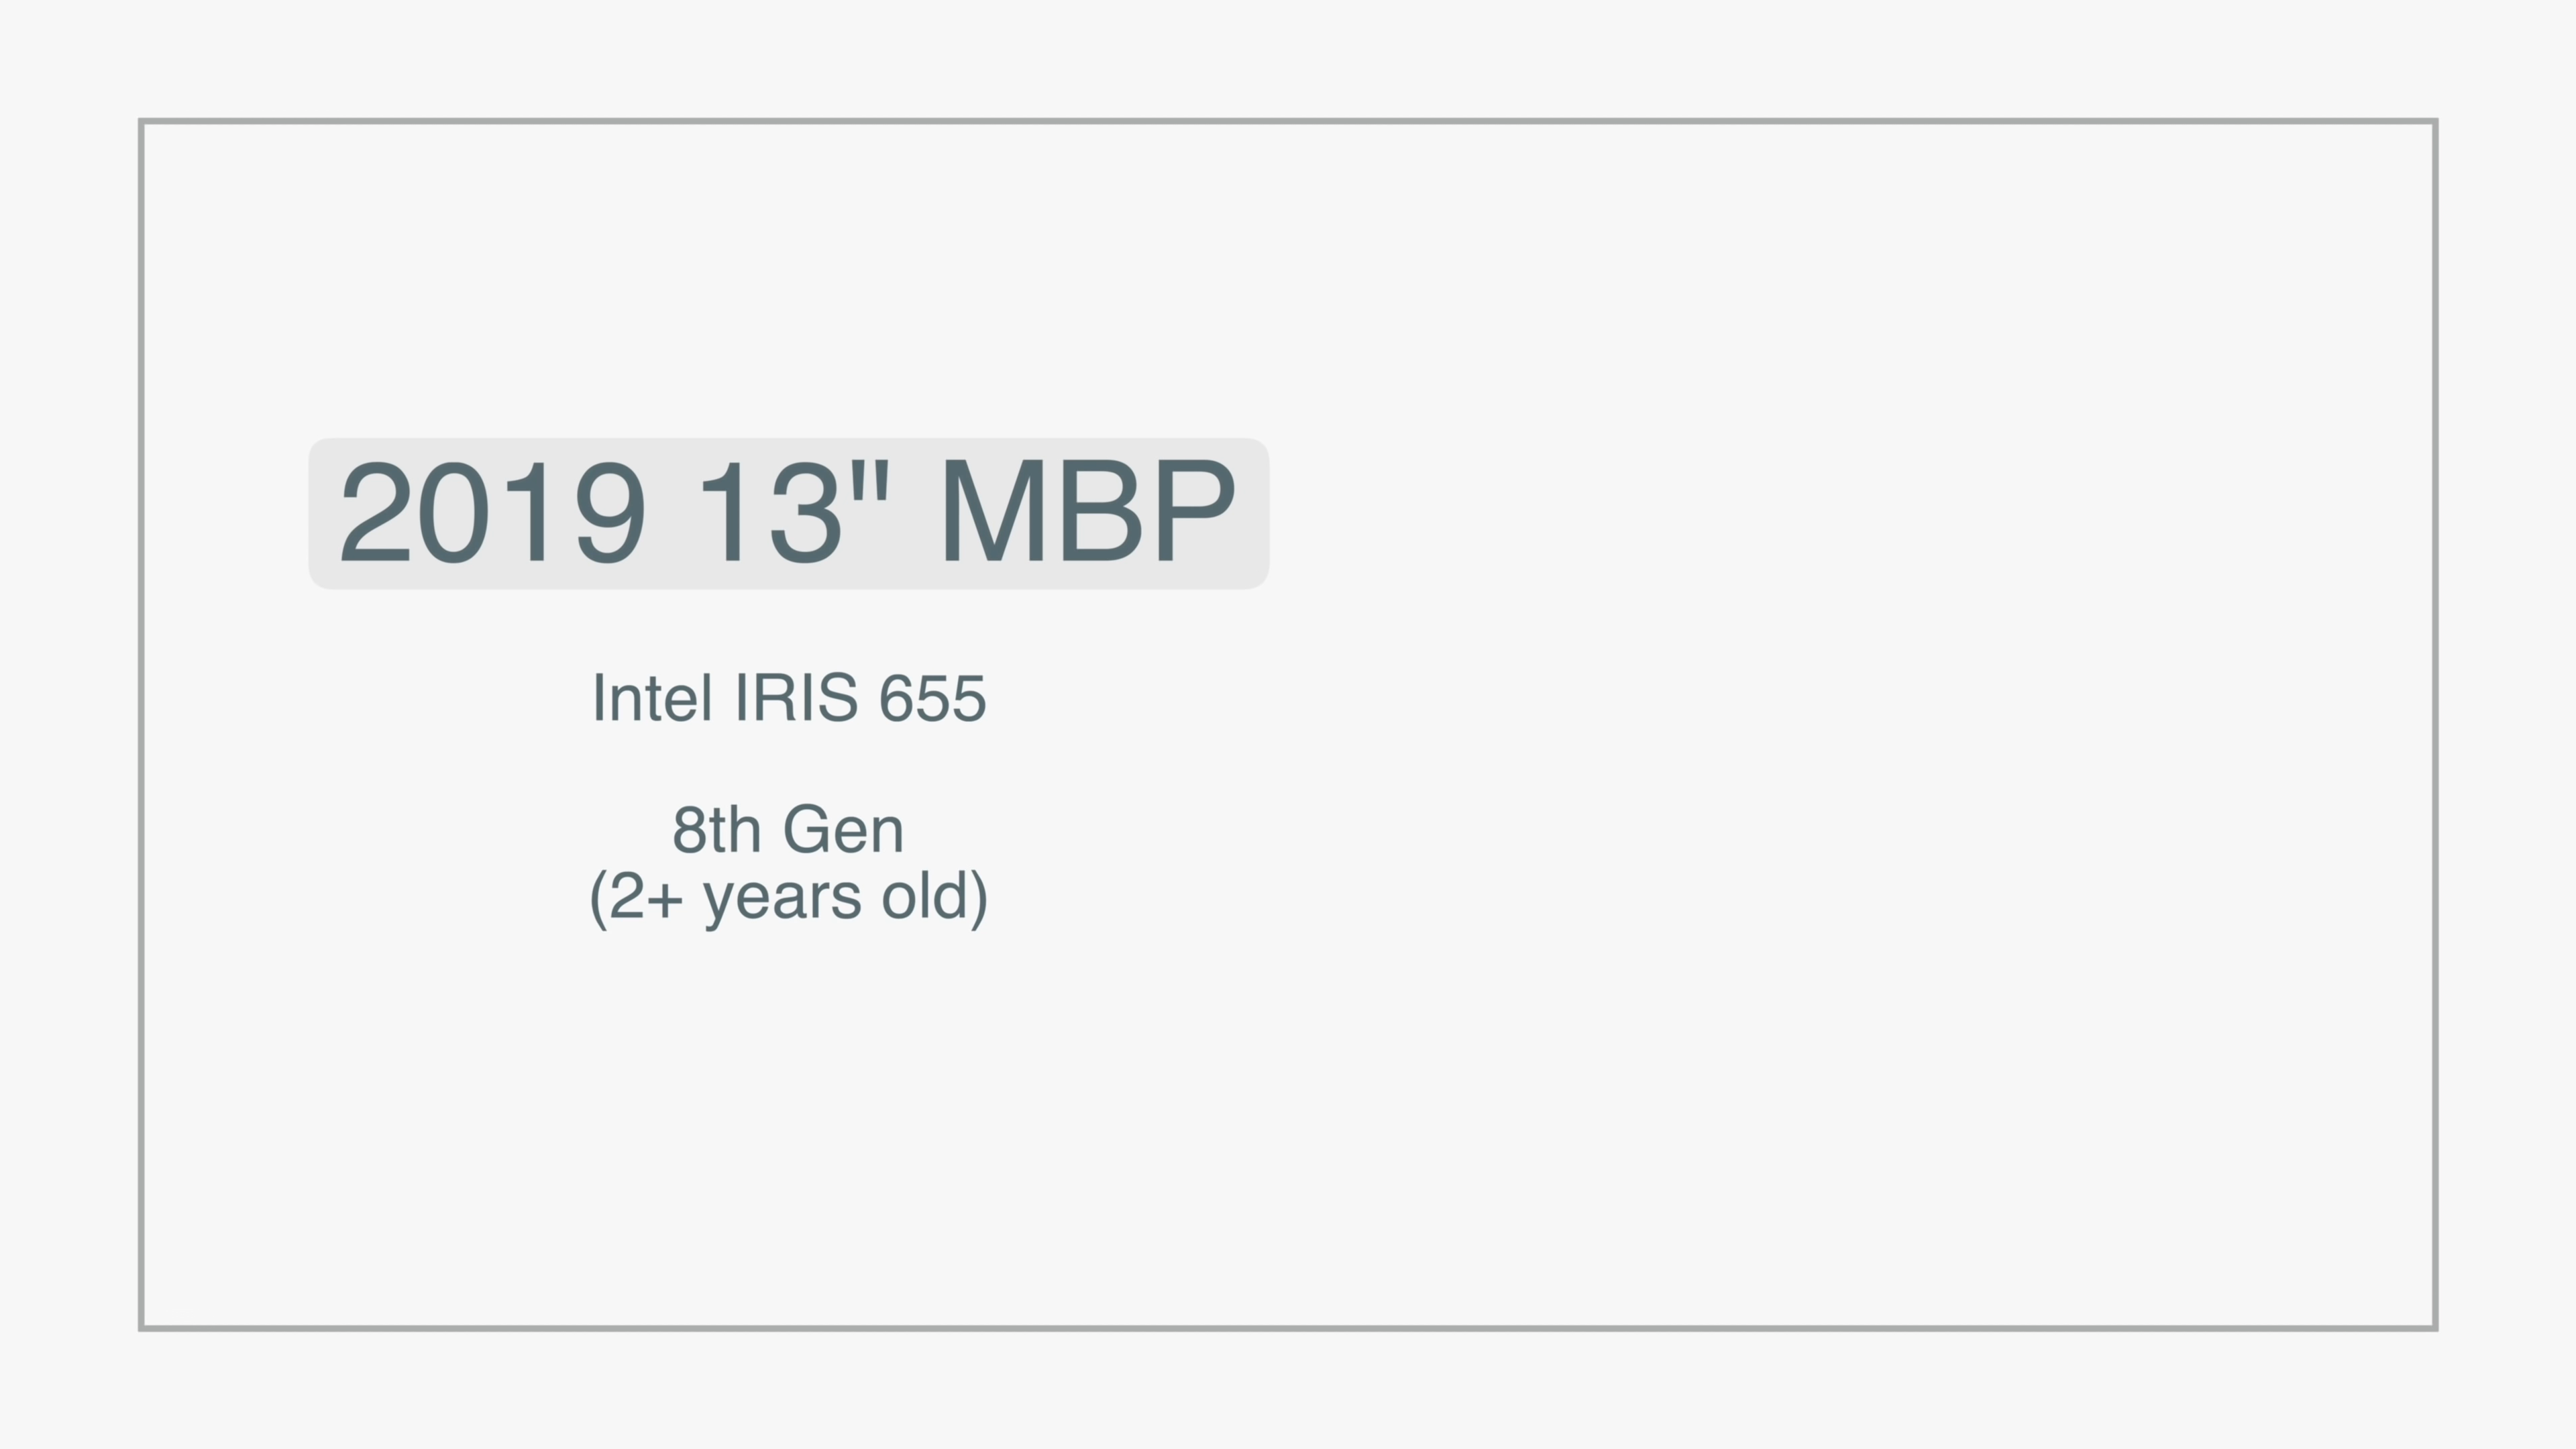 2019 13" MBP
Intel IRIS 655
8th Gen
(2+ years old)